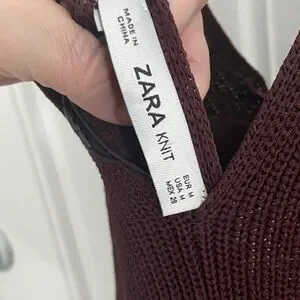 MADE IN
CHINA
ZARA KNIT
EUR M
USA M
MEX 28